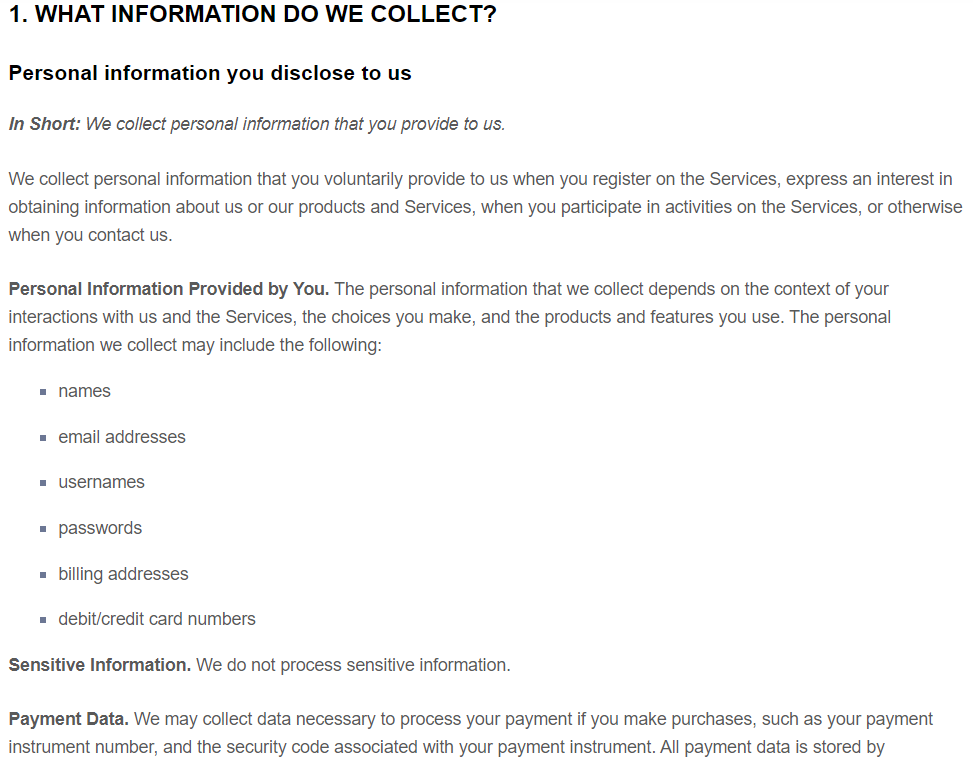 1. WHAT INFORMATION DO WE COLLECT?
Personal information you disclose to us
In Short: We collect personal information that you provide to us.
We collect personal information that you voluntarily provide to us when you register on the Services, express an interest in
obtaining information about us or our products and Services, when you participate in activities on the Services, or otherwise
when you contact us.
Personal Information Provided by You. The personal information that we collect depends on the context of your
interactions with us and the Services, the choices you make, and the products and features you use. The personal
information we collect may include the following:
names
email addresses
usernames
passwords
billing addresses
debit/credit card numbers
Sensitive Information. We do not process sensitive information.
Payment Data. We may collect data necessary to process your payment if you make purchases, such as your payment
instrument number, and the security code associated with your payment instrument. All payment data is stored by